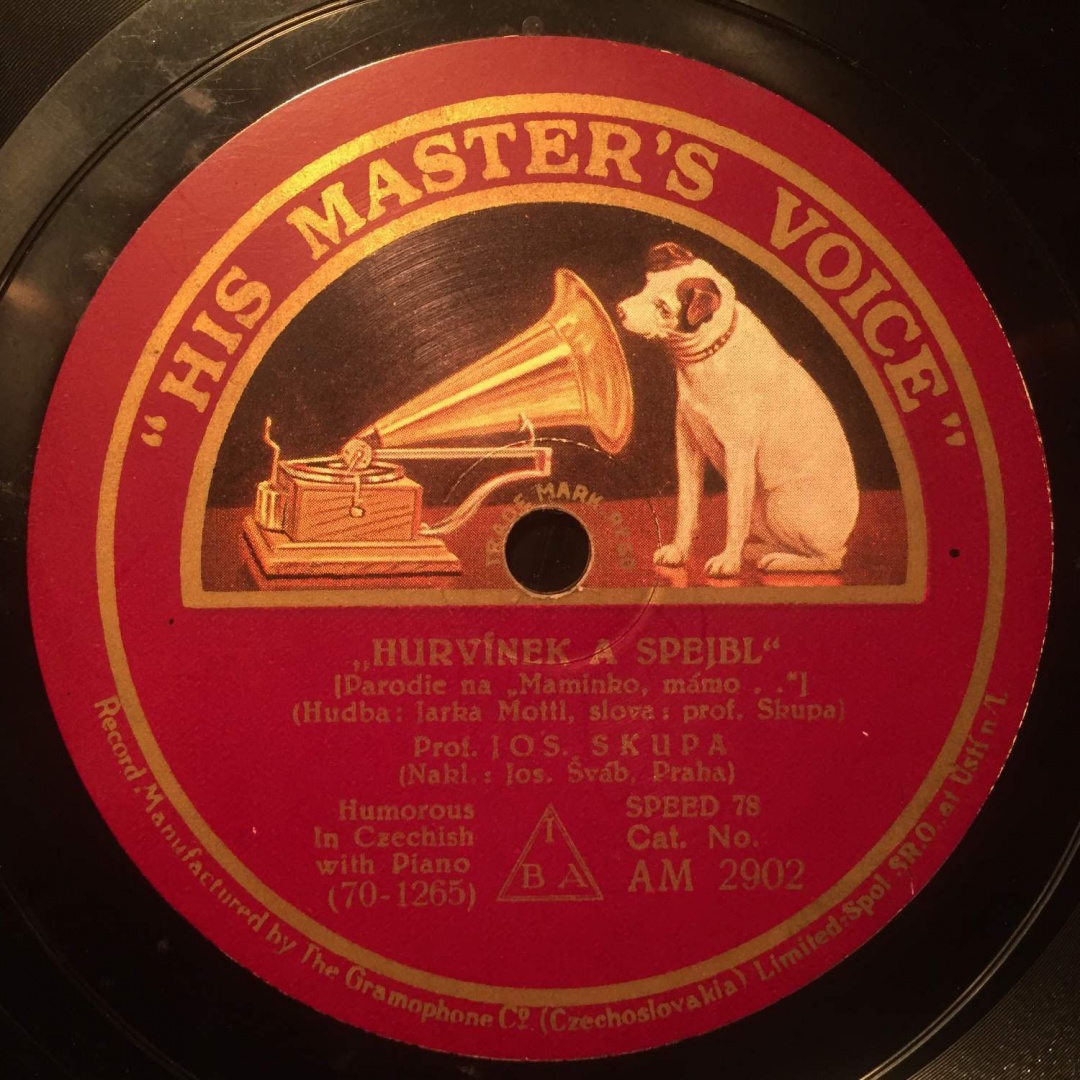 “HIS MASTER'S VOICE”
TRADE MARK REGD
„HURVÍNEK A SPEJBL“
[Parodie na „Maminko, mámo . .“]
(Hudba: Jarka Mottl, slova: prof. Skupa)
Prof. JOS. SKUPA
(Nakl.: Jos. Šváb, Praha)
Humorous
In Czechish
with Piano
(70-1265)
I
B A
SPEED 78
Cat. No.
AM 2902
Record Manufactured by The Gramophone Co. (Czechoslovakia) Limited-Spol. SR.O. at Ústí n/L